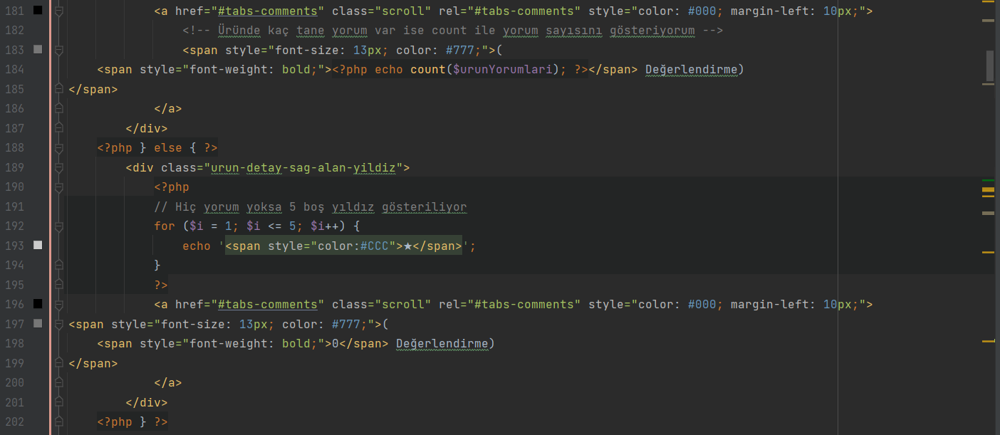 181 <a href="#tabs-comments" class="scroll" rel="#tabs-comments" style="color: #000; margin-left: 10px;">
182 <!-- Üründe kaç tane yorum var ise count ile yorum sayısını gösteriyorum -->
183 <span style="font-size: 13px; color: #777;">(
184 <span style="font-weight: bold;"><?php echo count($urunYorumlari); ?></span> Değerlendirme)
185 </span>
186 </a>
187 </div>
188 <?php } else { ?>
189 <div class="urun-detay-sag-alan-yildiz">
190 <?php
191 // Hiç yorum yoksa 5 boş yıldız gösteriliyor
192 for ($i = 1; $i <= 5; $i++) {
193 echo '<span style="color:#CCC">★</span>';
194 }
195 ?>
196 <a href="#tabs-comments" class="scroll" rel="#tabs-comments" style="color: #000; margin-left: 10px;">
197 <span style="font-size: 13px; color: #777;">(
198 <span style="font-weight: bold;">0</span> Değerlendirme)
199 </span>
200 </a>
201 </div>
202 <?php } ?>